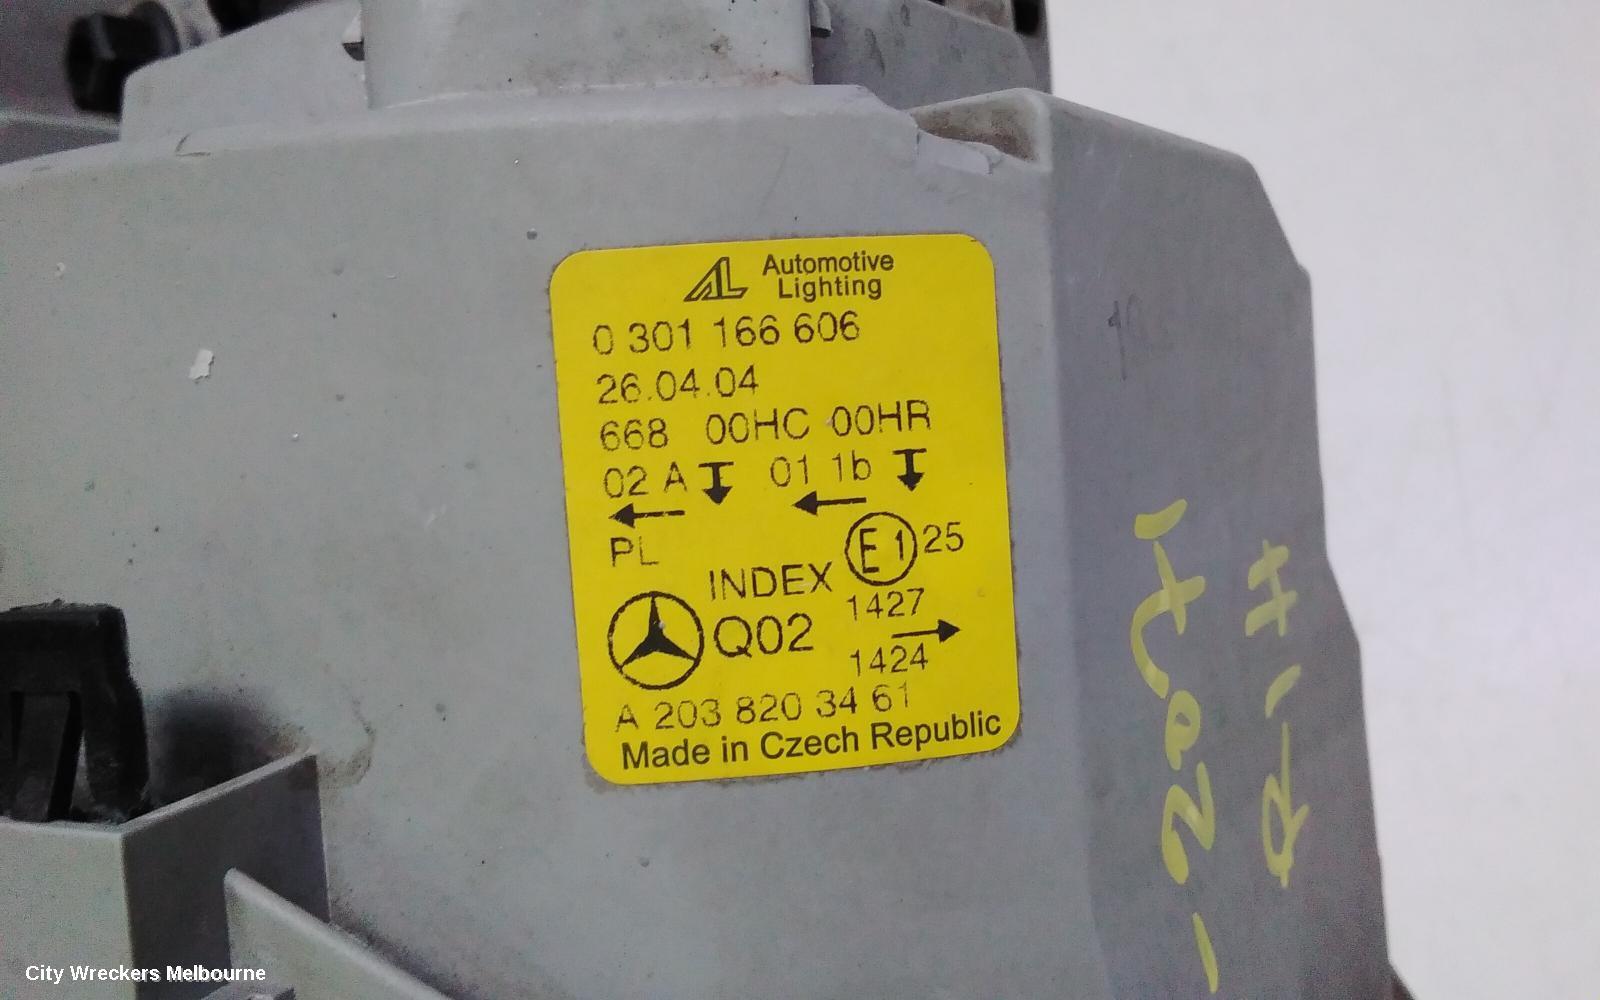 AL Automotive
Lighting
0 301 166 606
26.04.04
668 00HC 00HR
02 A 01 1b
PL
INDEX E1 25
Q02 1427
1424
A 203 820 34 61
Made in Czech Republic
City Wreckers Melbourne